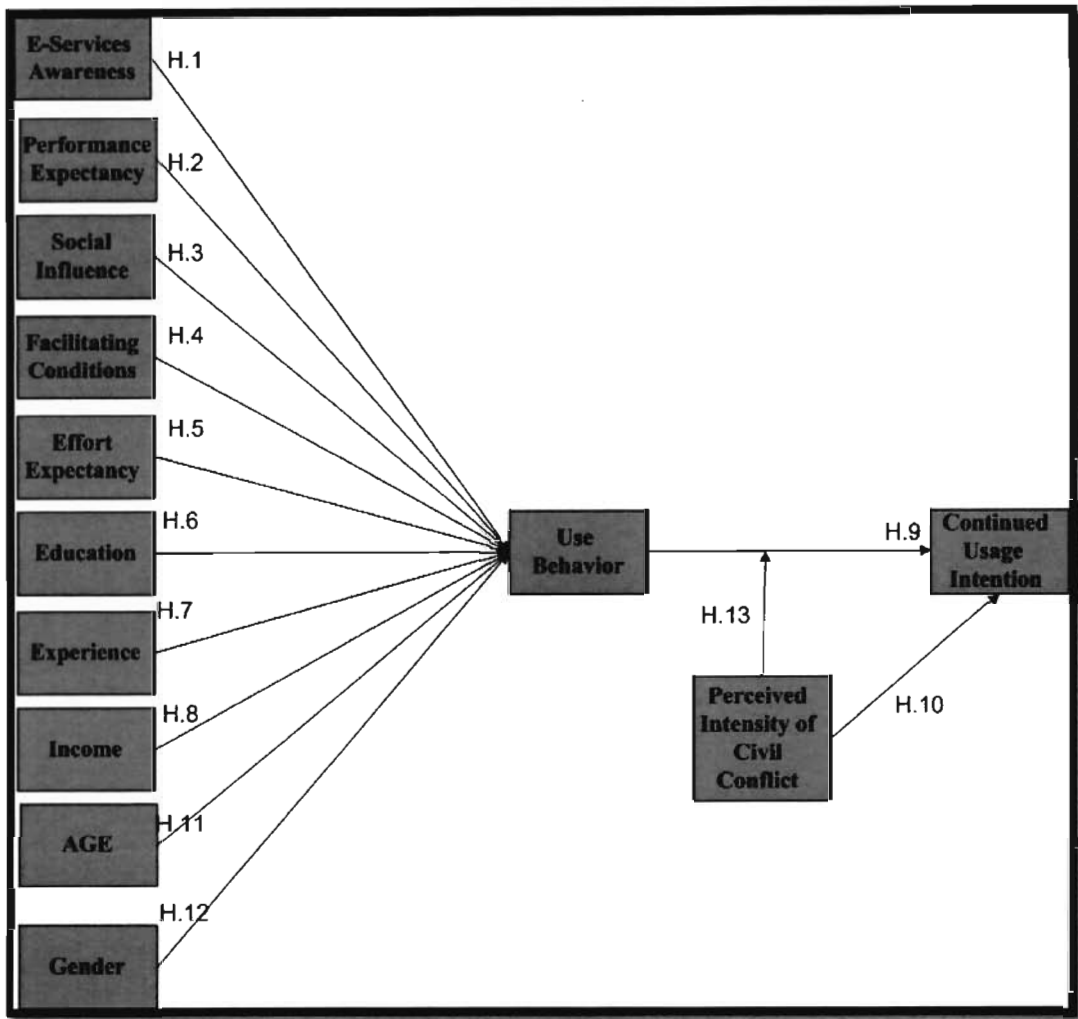 E-Services
Awareness
H.1
Performance
Expectancy
H.2
Social
Influence
H.3
Facilitating
Conditions
H.4
Effort
Expectancy
H.5
Education
H.6
Experience
H.7
Income
H.8
AGE
H.11
Gender
H.12
Use
Behavior
H.9
Continued
Usage
Intention
H.13
Perceived
Intensity of
Civil
Conflict
H.10